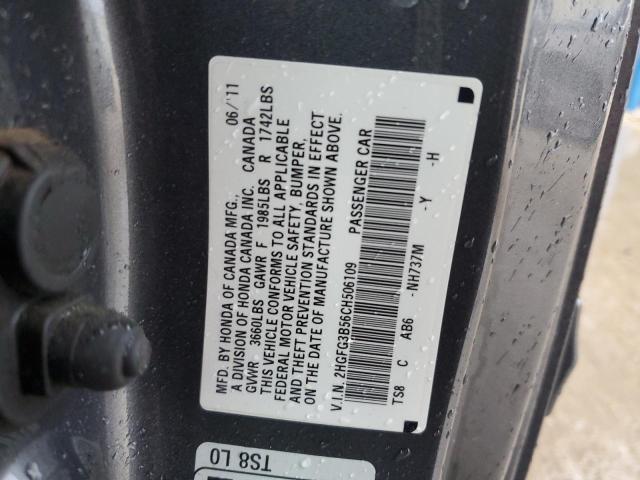 MFD. BY HONDA OF CANADA MFG., 06/'11
A DIVISION OF HONDA CANADA INC. CANADA
GVWR 3660LBS GAWR F 1985LBS R 1742LBS
THIS VEHICLE CONFORMS TO ALL APPLICABLE
FEDERAL MOTOR VEHICLE SAFETY, BUMPER,
AND THEFT PREVENTION STANDARDS IN EFFECT
ON THE DATE OF MANUFACTURE SHOWN ABOVE.
V.I.N. 2HGFG3B56CH506109 PASSENGER CAR
TS8 C AB6 -NH737M -Y -H
TS8 L0